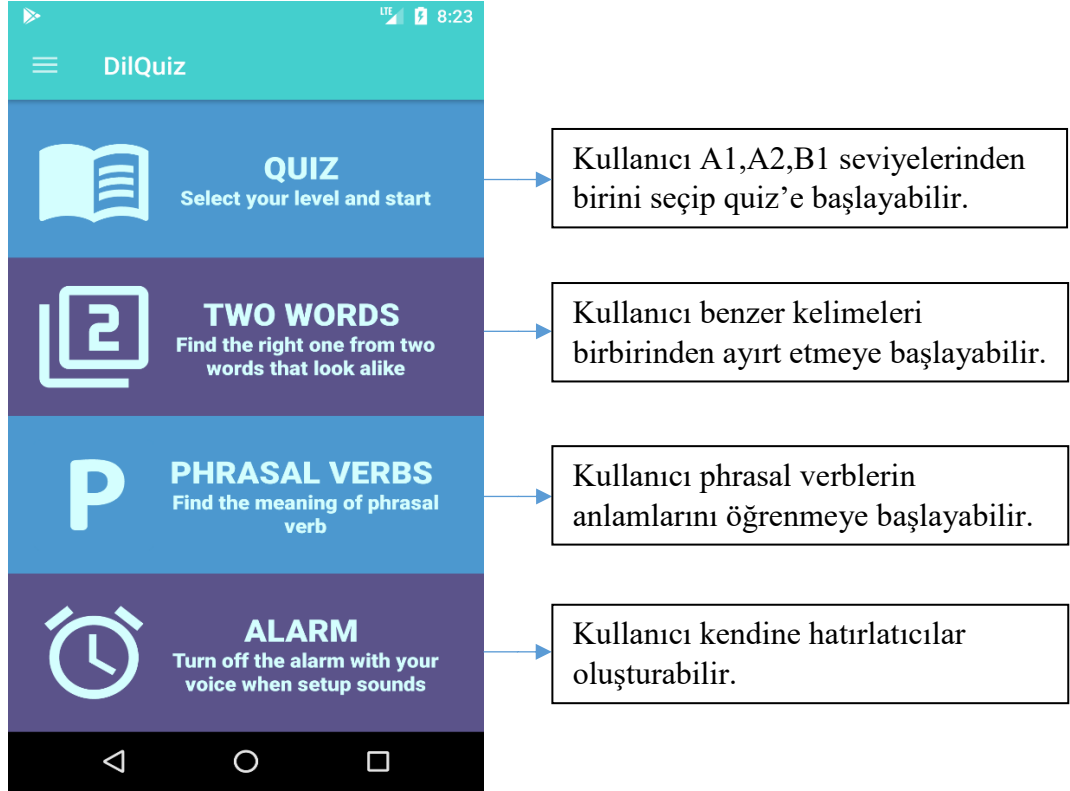 LTE 8:23
DilQuiz
QUIZ
Select your level and start
Kullanıcı A1,A2,B1 seviyelerinden
birini seçip quiz’e başlayabilir.
2
TWO WORDS
Find the right one from two
words that look alike
Kullanıcı benzer kelimeleri
birbirinden ayırt etmeye başlayabilir.
P
PHRASAL VERBS
Find the meaning of phrasal
verb
Kullanıcı phrasal verblerin
anlamlarını öğrenmeye başlayabilir.
ALARM
Turn off the alarm with your
voice when setup sounds
Kullanıcı kendine hatırlatıcılar
oluşturabilir.